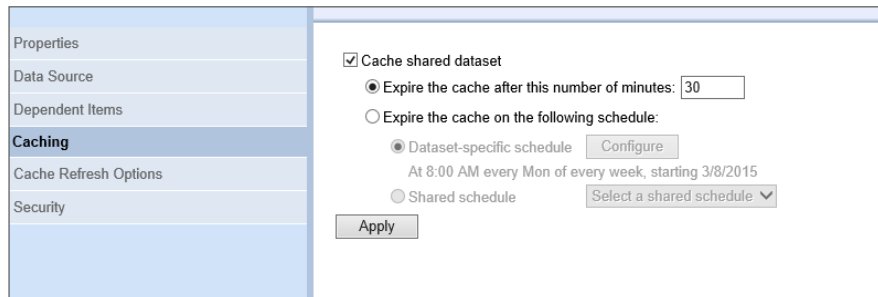 Properties
Data Source
Dependent Items
Caching
Cache Refresh Options
Security
Cache shared dataset
Expire the cache after this number of minutes: 30
Expire the cache on the following schedule:
Dataset-specific schedule Configure
At 8:00 AM every Mon of every week, starting 3/8/2015
Shared schedule Select a shared schedule
Apply